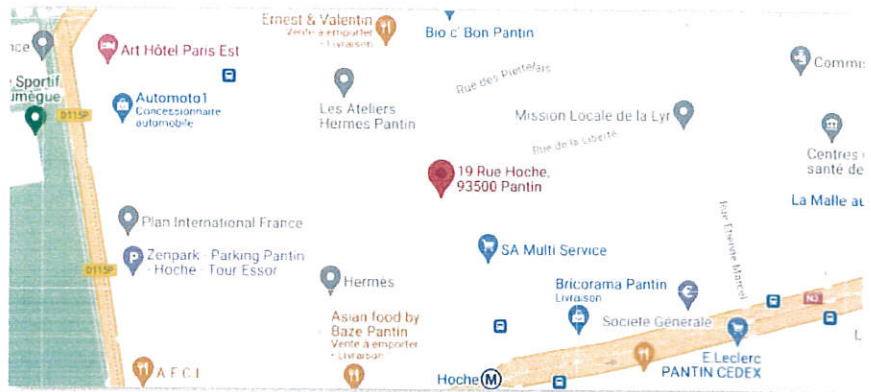 Ernest & Valentin
Vente à emporter
- Livraison
Bio c' Bon Pantin
nce
Art Hôtel Paris Est
Rue des Pierrelais
Commis
Sportif
Automoto1
Concessionnaire
automobile
D115P
Les Ateliers
Hermes Pantin
Mission Locale de la Lyr
Rue de la Liberté
Centres
santé de
19 Rue Hoche,
93500 Pantin
La Malle au
Plan International France
Zenpark - Parking Pantin
- Hoche - Tour Essor
D115P
SA Multi Service
Rue Etienne Marcel
Hermès
Bricorama Pantin
Livraison
N3
Asian food by
Baze Pantin
Vente à emporter
- Livraison
Société Générale
E.Leclerc
PANTIN CEDEX
L
A.F.C.I.
Hoche M